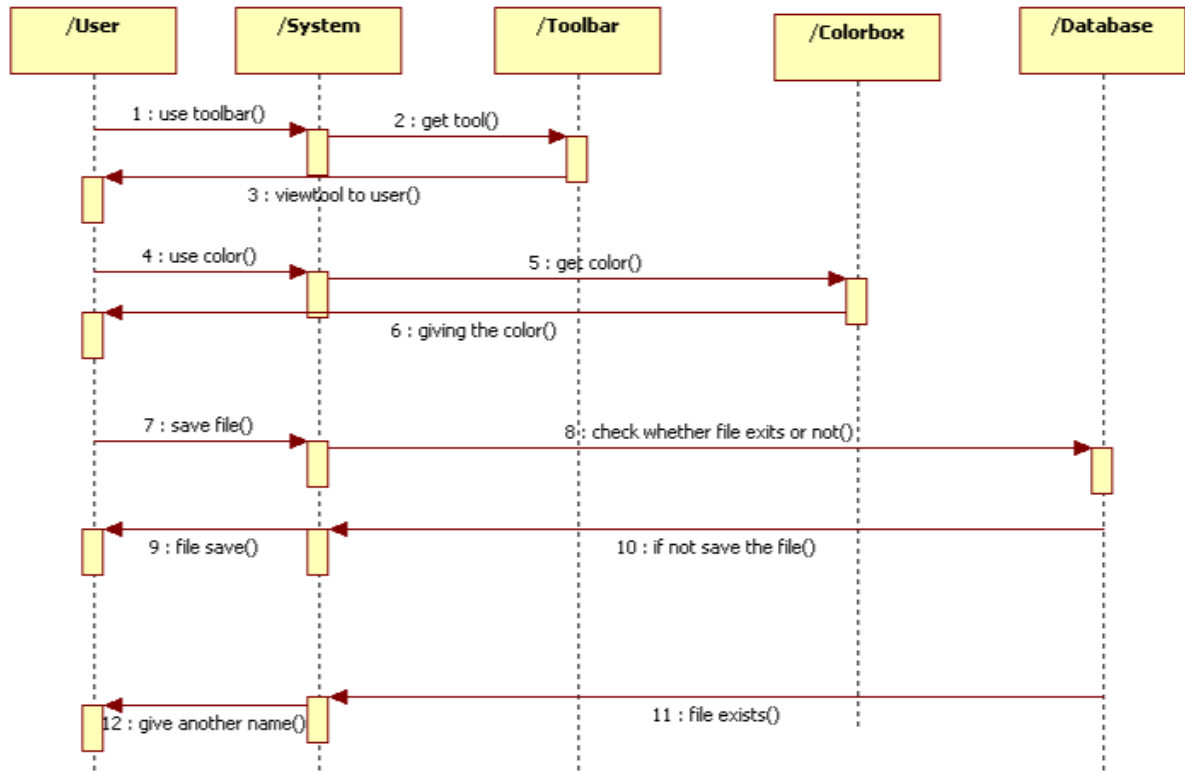 /User
/System
/Toolbar
/Colorbox
/Database
1 : use toolbar()
2 : get tool()
3 : viewtool to user()
4 : use color()
5 : get color()
6 : giving the color()
7 : save file()
8 : check whether file exits or not()
9 : file save()
10 : if not save the file()
11 : file exists()
12 : give another name()